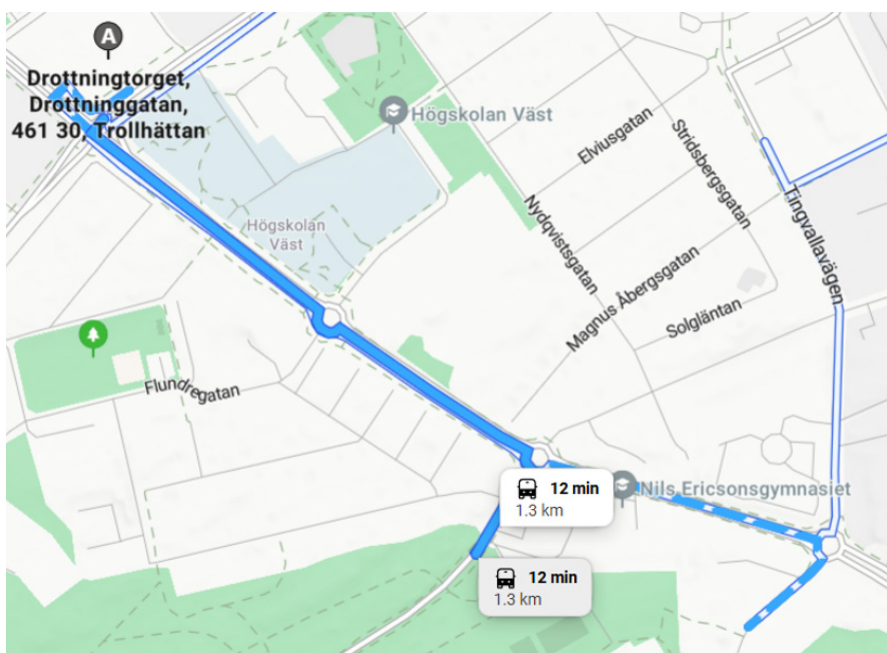 A
Drottningtorget,
Drottninggatan,
461 30, Trollhättan
Högskolan Väst
Elviusgatan
Stridsbergsgatan
Nydqvistsgatan
Tingvallavägen
Högskolan
Väst
Magnus Åbergsgatan
Solgläntan
Flundregatan
12 min
1.3 km
Nils Ericsonsgymnasiet
12 min
1.3 km